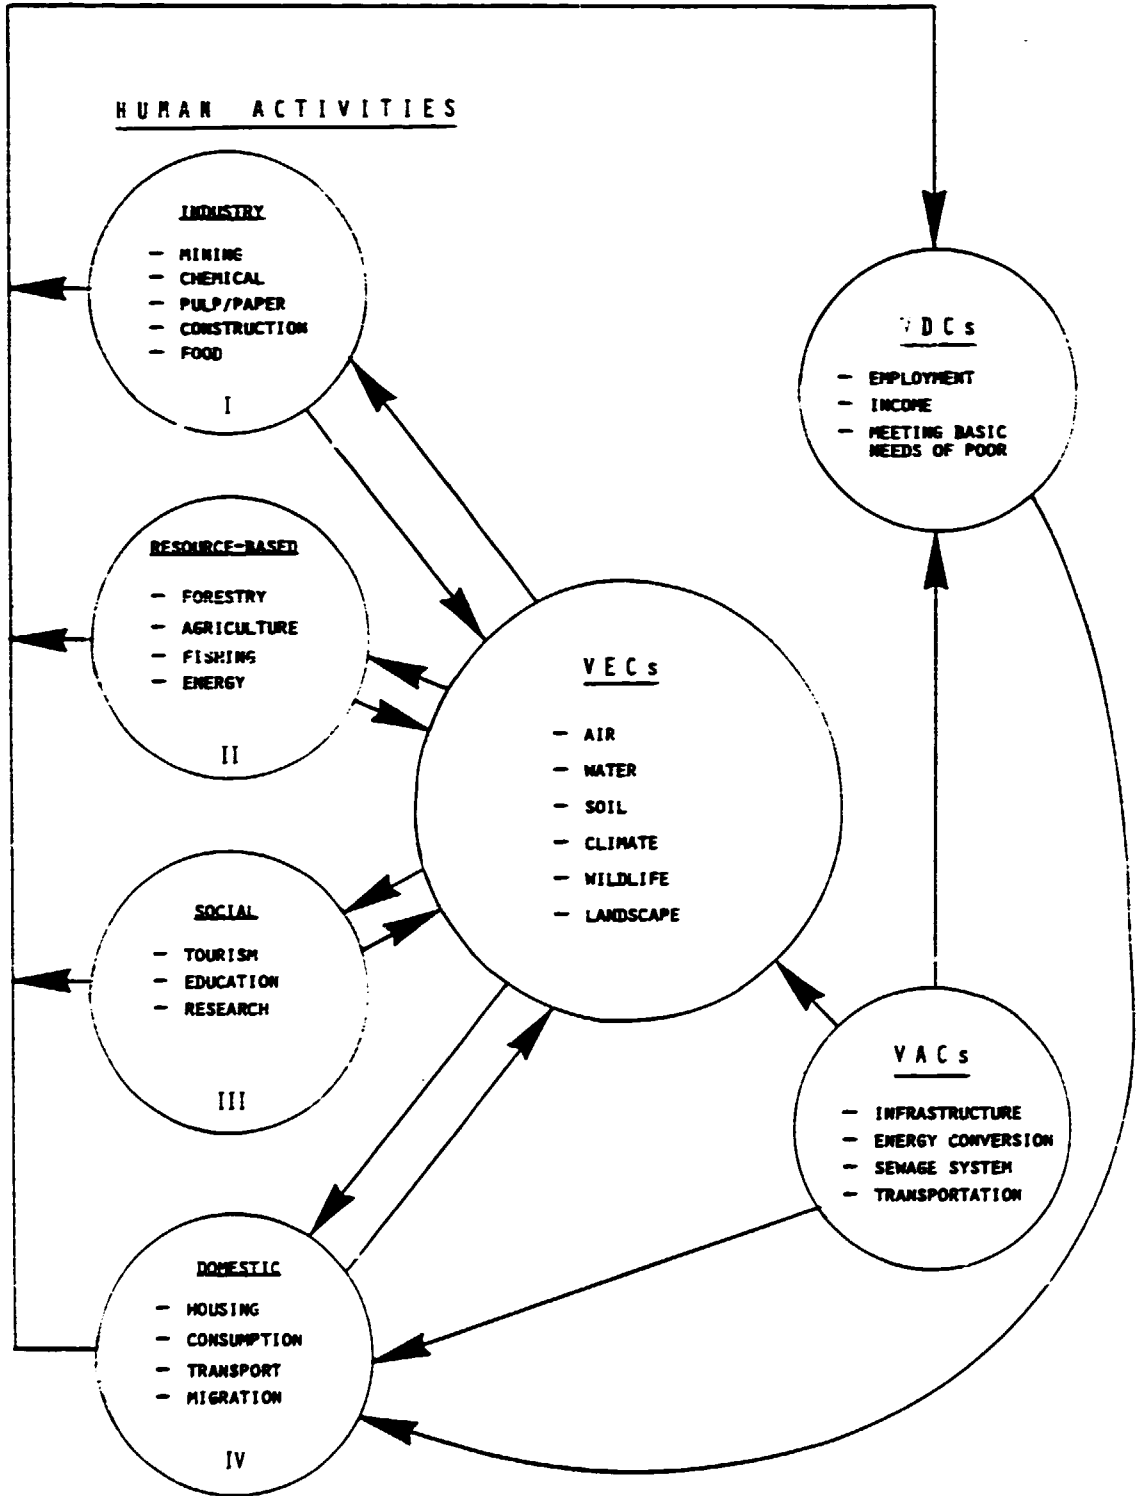 HUMAN ACTIVITIES
INDUSTRY
- MINING
- CHEMICAL
- PULP/PAPER
- CONSTRUCTION
- FOOD
I
RESOURCE-BASED
- FORESTRY
- AGRICULTURE
- FISHING
- ENERGY
II
SOCIAL
- TOURISM
- EDUCATION
- RESEARCH
III
DOMESTIC
- HOUSING
- CONSUMPTION
- TRANSPORT
- MIGRATION
IV
VECs
- AIR
- WATER
- SOIL
- CLIMATE
- WILDLIFE
- LANDSCAPE
VDCs
- EMPLOYMENT
- INCOME
- MEETING BASIC
NEEDS OF POOR
VACs
- INFRASTRUCTURE
- ENERGY CONVERSION
- SEWAGE SYSTEM
- TRANSPORTATION